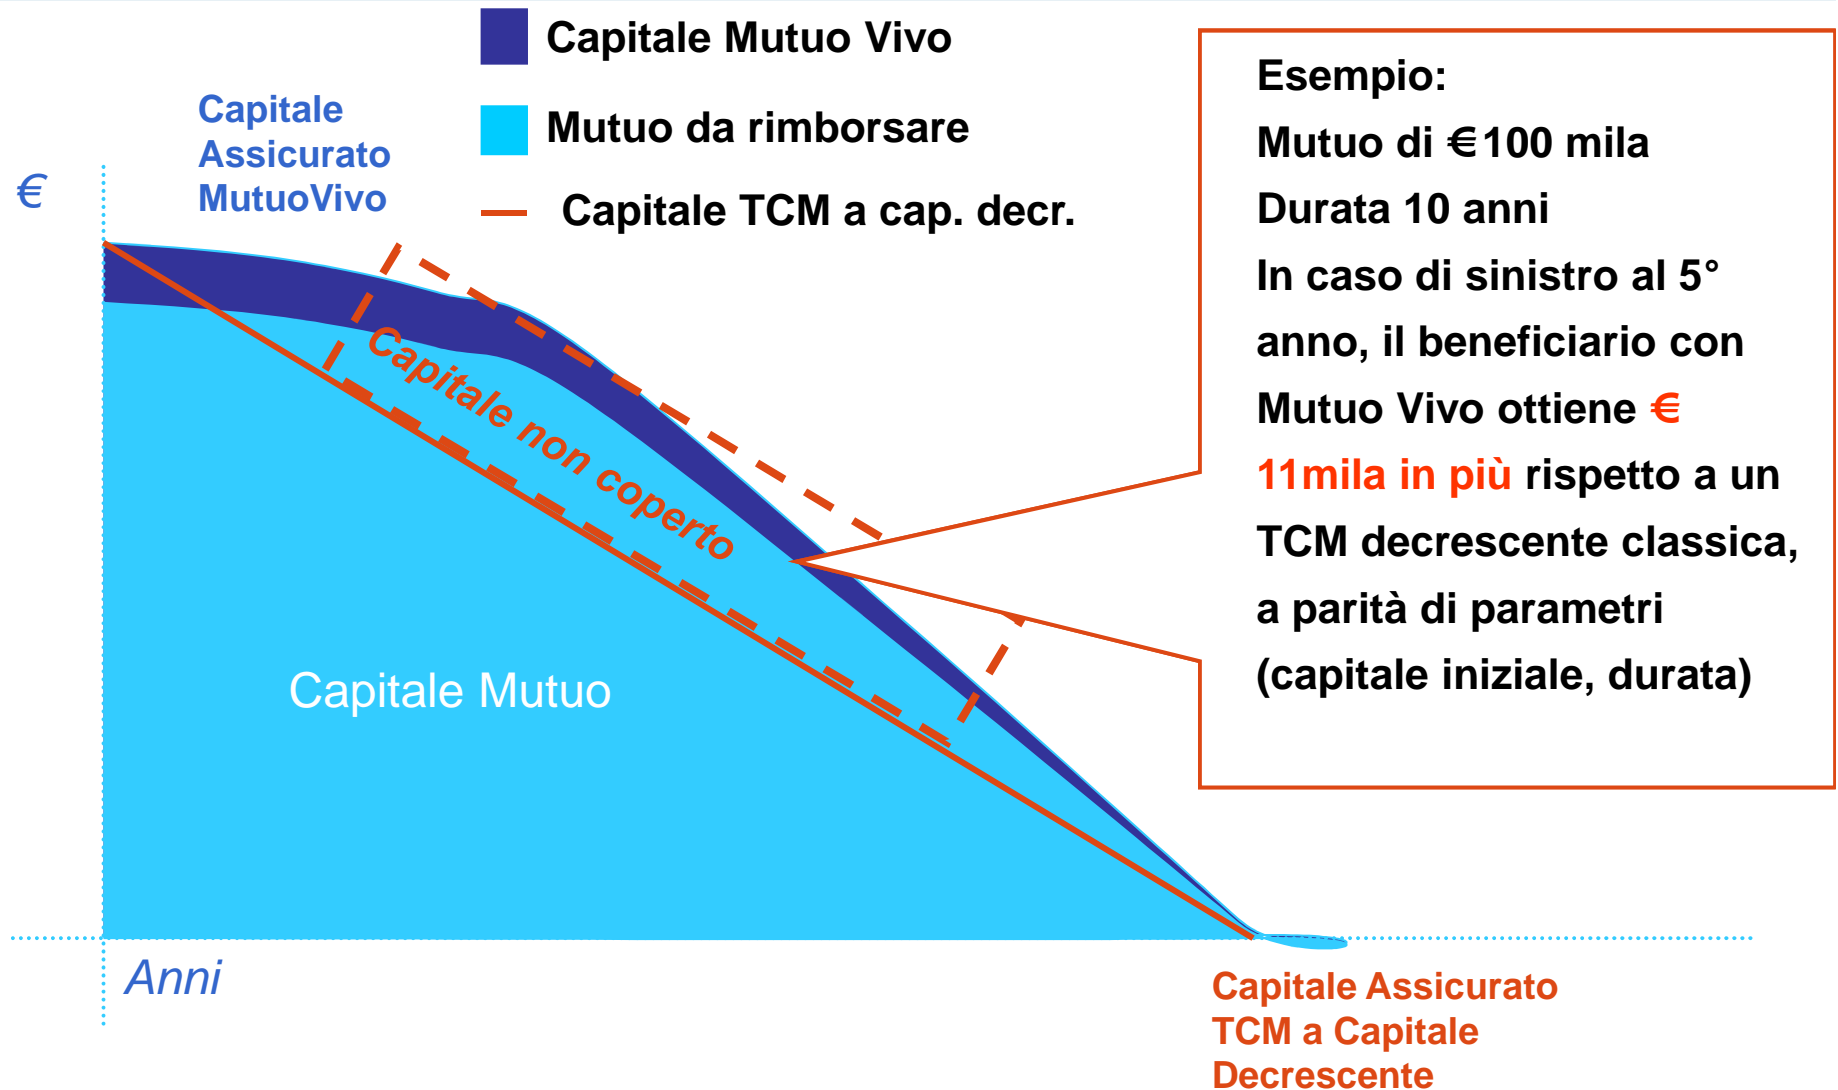 Capitale Mutuo Vivo
Mutuo da rimborsare
Capitale TCM a cap. decr.
Capitale
Assicurato
MutuoVivo
€
Capitale non coperto
Capitale Mutuo
Anni
Esempio:
Mutuo di €100 mila
Durata 10 anni
In caso di sinistro al 5°
anno, il beneficiario con
Mutuo Vivo ottiene €
11mila in più rispetto a un
TCM decrescente classica,
a parità di parametri
(capitale iniziale, durata)
Capitale Assicurato
TCM a Capitale
Decrescente